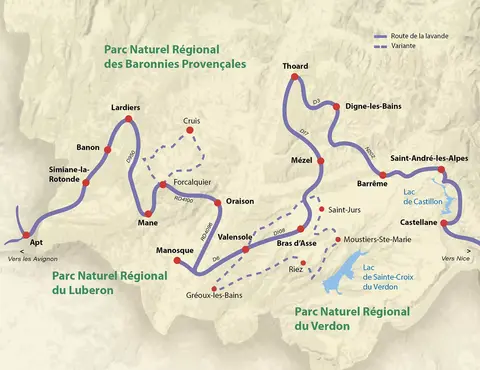 Route de la lavande
Variante
Parc Naturel Régional
des Baronnies Provençales
Thoard
D3
Digne-les-Bains
Lardiers
Cruis
D17
N202
Banon
D950
Saint-André-les-Alpes
Mézel
Simiane-la-
Rotonde
Forcalquier
Barrême
Lac
de Castillon
RD4100
Oraison
Mane
Saint-Jurs
RD4096
Castellane
Apt
Valensole
D108
Bras d'Asse
Moustiers-Ste-Marie
Manosque
<
Vers les Avignon
D6
>
Vers Nice
Parc Naturel Régional
du Luberon
Riez
Lac
de Sainte-Croix
du Verdon
Gréoux-les-Bains
Parc Naturel Régional
du Verdon